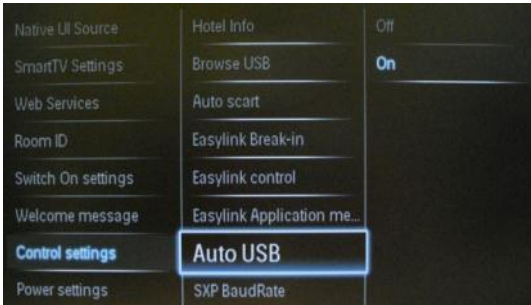 Native UI Source
SmartTV Settings
Web Services
Room ID
Switch On settings
Welcome message
Control settings
Power settings
Hotel Info
Browse USB
Auto scart
Easylink Break-in
Easylink control
Easylink Application me...
Auto USB
SXP BaudRate
Off
On